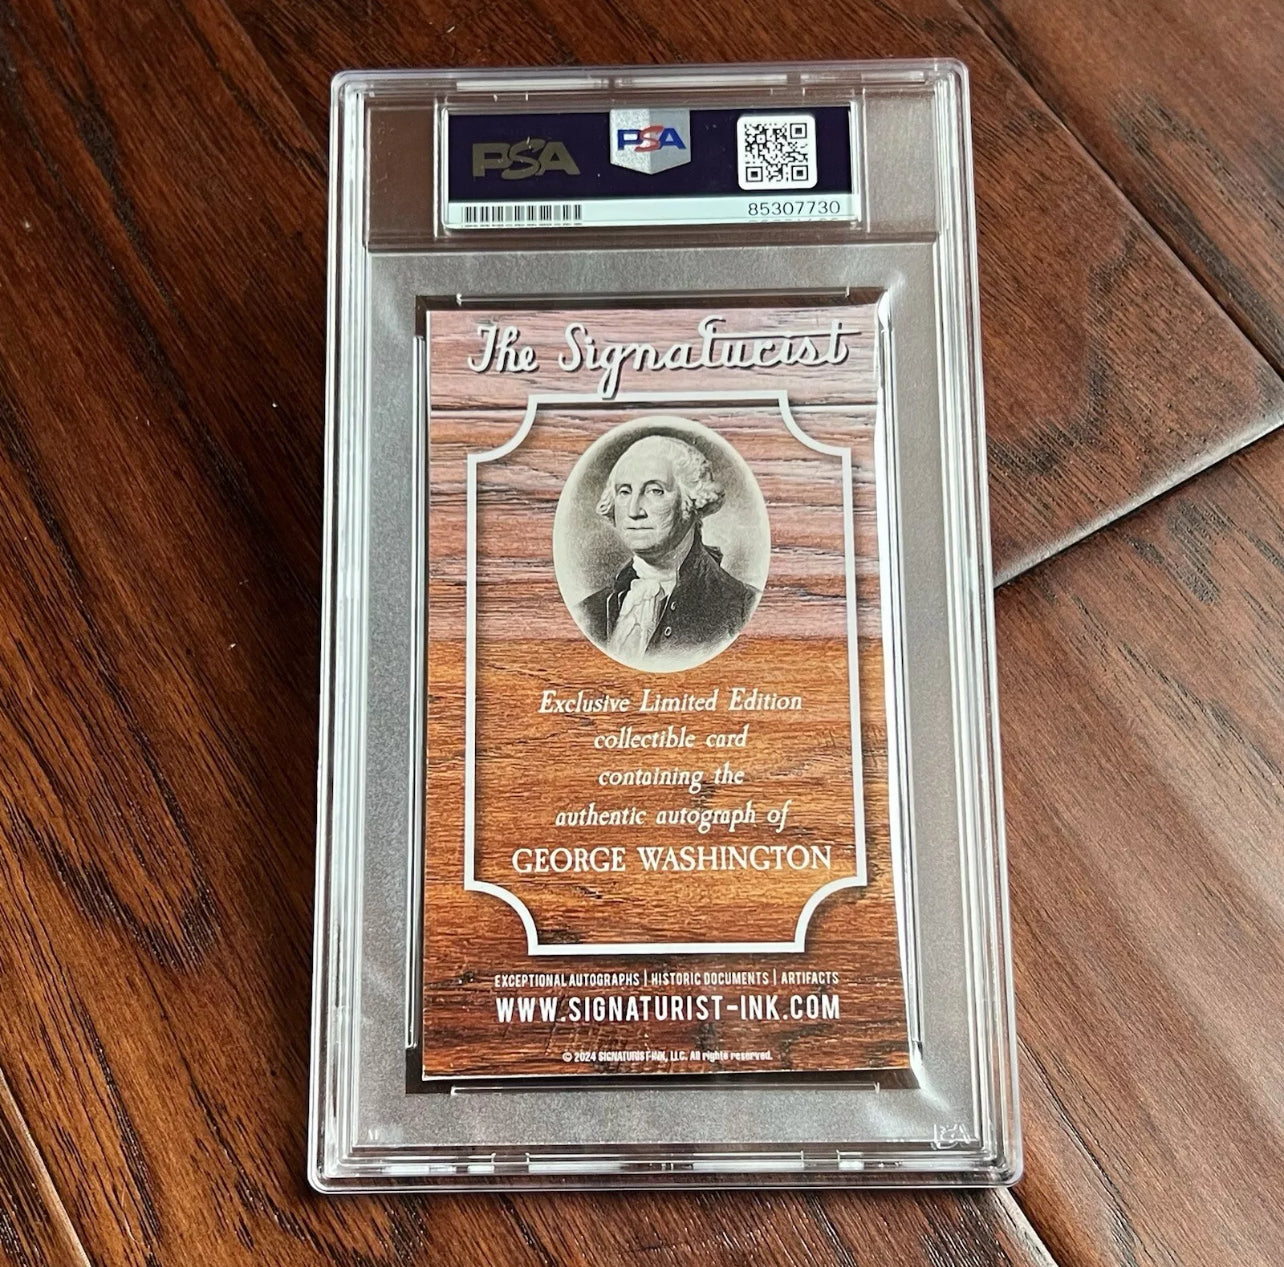 PSA
PSA
85307730
The Signaturist
Exclusive Limited Edition
collectible card
containing the
authentic autograph of
GEORGE WASHINGTON
EXCEPTIONAL AUTOGRAPHS | HISTORIC DOCUMENTS | ARTIFACTS
WWW.SIGNATURIST-INK.COM
© 2024 SIGNATURIST-INK, LLC. All rights reserved.